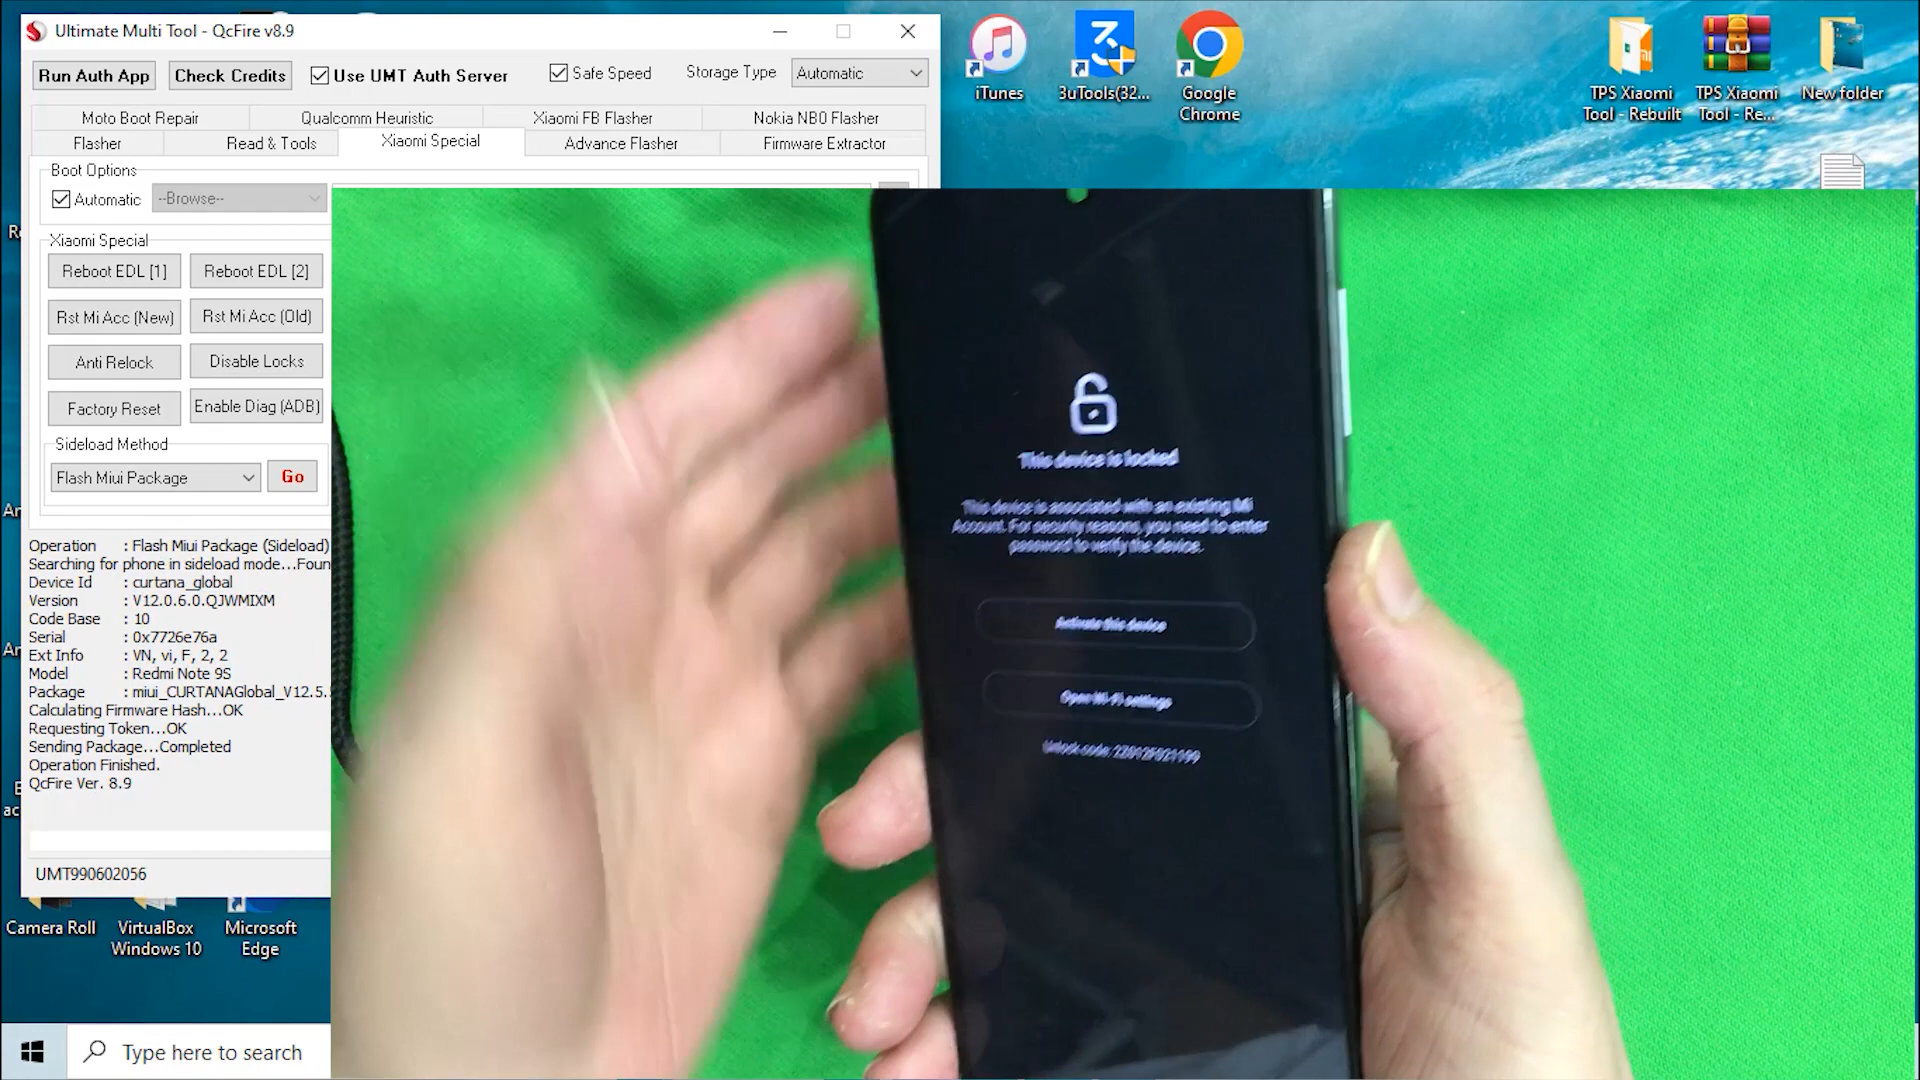 Ultimate Multi Tool - QcFire v8.9
Run Auth App
Check Credits
Use UMT Auth Server
Safe Speed
Storage Type
Automatic
Moto Boot Repair
Qualcomm Heuristic
Xiaomi FB Flasher
Nokia NB0 Flasher
Flasher
Read & Tools
Xiaomi Special
Advance Flasher
Firmware Extractor
Boot Options
Automatic
--Browse--
Xiaomi Special
Reboot EDL [1]
Reboot EDL [2]
Rst Mi Acc (New)
Rst Mi Acc (Old)
Anti Relock
Disable Locks
Factory Reset
Enable Diag (ADB)
Sideload Method
Flash Miui Package
Go
Operation : Flash Miui Package (Sideload)
Searching for phone in sideload mode...Foun
Device Id : curtana_global
Version : V12.0.6.0.QJWMIXM
Code Base : 10
Serial : 0x7726e76a
Ext Info : VN, vi, F, 2, 2
Model : Redmi Note 9S
Package : miui_CURTANAGlobal_V12.5.
Calculating Firmware Hash...OK
Requesting Token...OK
Sending Package...Completed
Operation Finished.
QcFire Ver. 8.9
UMT990602056
iTunes
3uTools(32...
Google
Chrome
TPS Xiaomi
Tool - Rebuilt
TPS Xiaomi
Tool - Re...
New folder
This device is locked
This device is associated with an existing Mi
Account. For security reasons, you need to enter
password to verify the device.
Activate this device
Open Wi-Fi settings
Unlock code:
Camera Roll
VirtualBox
Windows 10
Microsoft
Edge
Type here to search